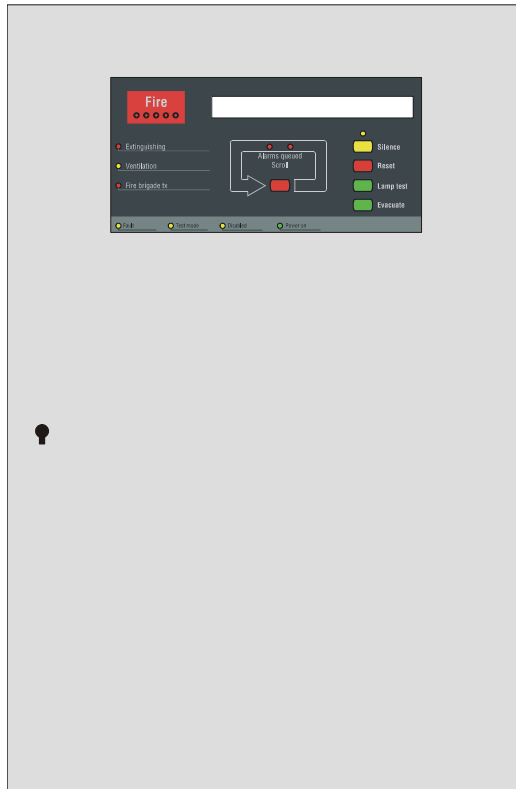 Fire
Extinguishing
Ventilation
Fire brigade tx
Alarms queued
Scroll
Silence
Reset
Lamp test
Evacuate
Fault
Test mode
Disabled
Power on